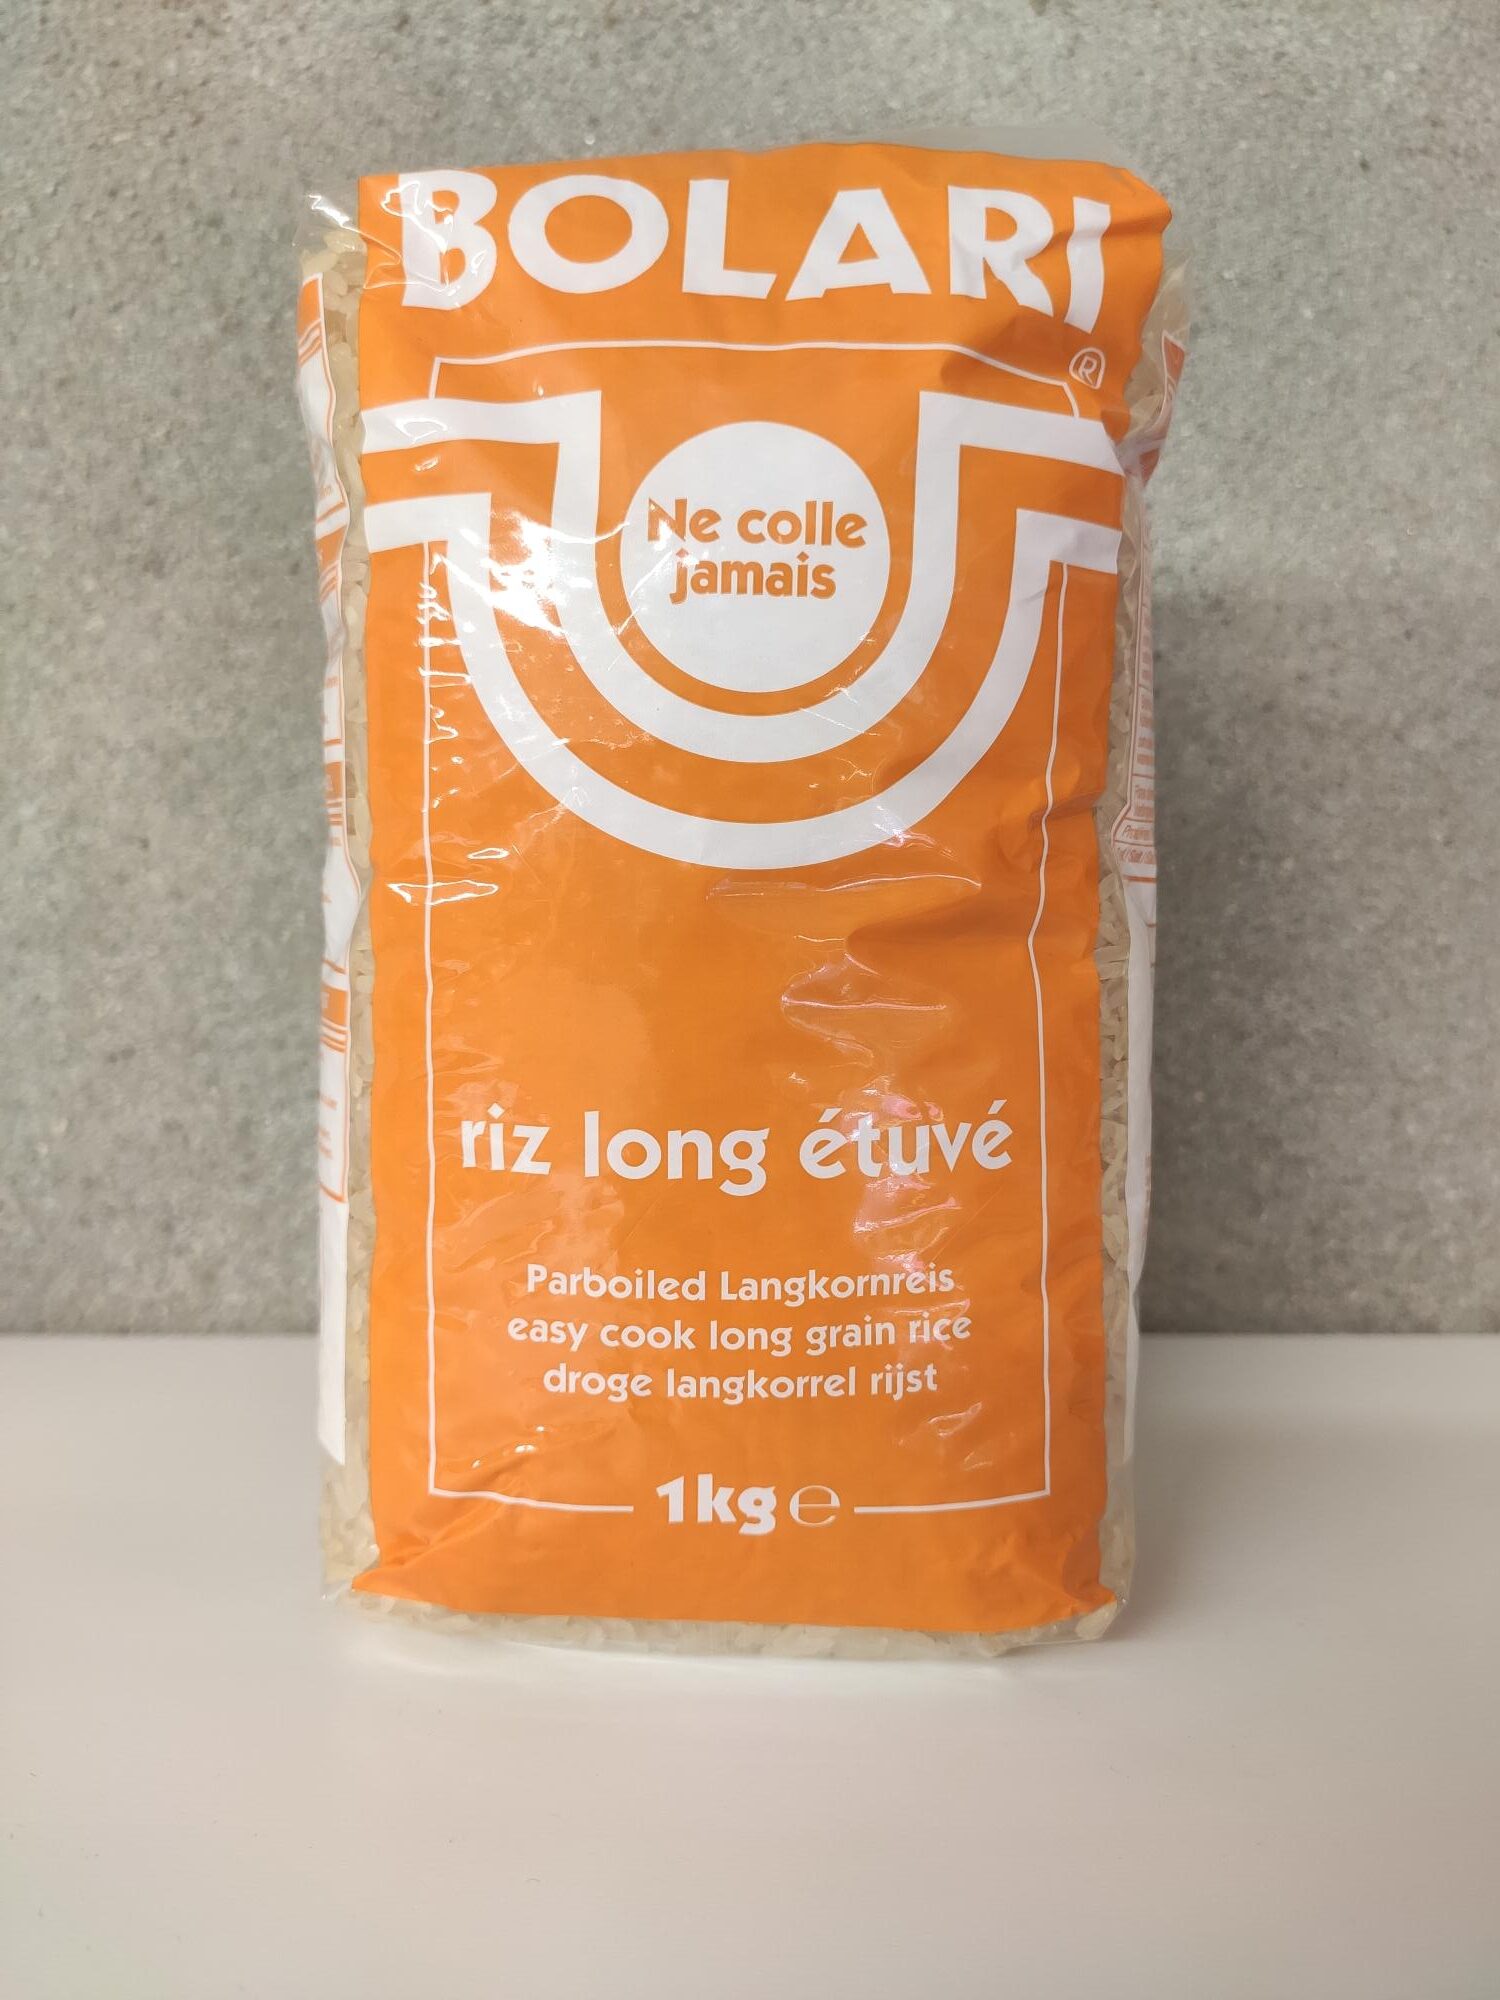 BOLARI
®
Ne colle
jamais
riz long étuvé
Parboiled Langkornreis
easy cook long grain rice
droge langkorrel rijst
1kg ℮